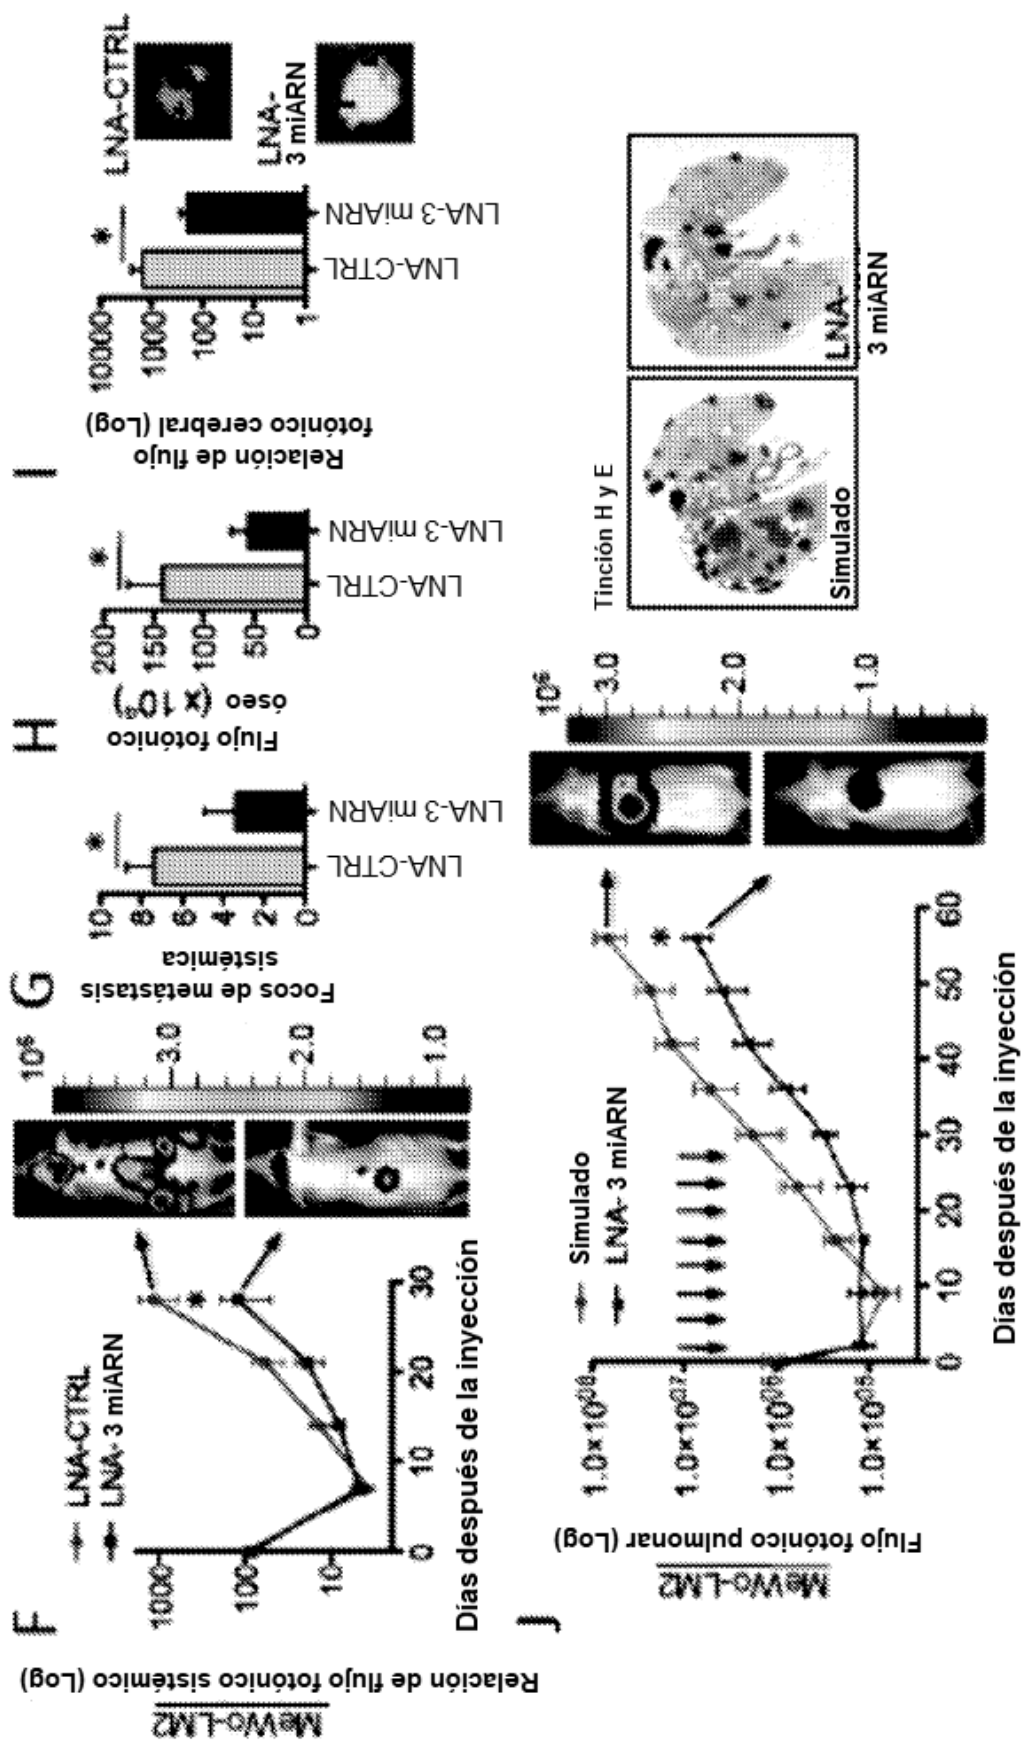 F
MeWo-LM2
Relación de flujo fotónico sistémico (Log)
LNA-CTRL
LNA- 3 miARN
1000
100
10
*
0
10
20
30
Días después de la inyección
10⁶
3.0
2.0
1.0
G
Focos de metástasis
sistémica
10
8
6
4
2
0
*
LNA-CTRL
LNA-3 miARN
H
Flujo fotónico
óseo (x 10⁶)
200
150
100
50
0
*
LNA-CTRL
LNA-3 miARN
I
Relación de flujo
fotónico cerebral (Log)
10000
1000
100
10
1
*
LNA-CTRL
LNA-3 miARN
LNA-CTRL
LNA-
3 miARN
J
MeWo-LM2
Flujo fotónico pulmonar (Log)
Simulado
LNA- 3 miARN
1.0×10⁰⁸
1.0×10⁰⁷
1.0×10⁰⁶
1.0×10⁰⁵
*
0
10
20
30
40
50
60
Días después de la inyección
10⁶
3.0
2.0
1.0
Tinción H y E
Simulado
LNA-
3 miARN